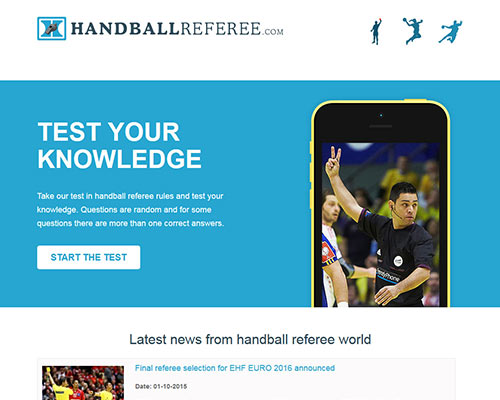 HANDBALLREFEREE.COM
TEST YOUR
KNOWLEDGE
Take our test in handball referee rules and test your
knowledge. Questions are random and for some
questions there are more than one correct answers.
START THE TEST
Latest news from handball referee world
Final referee selection for EHF EURO 2016 announced
Date: 01-10-2015